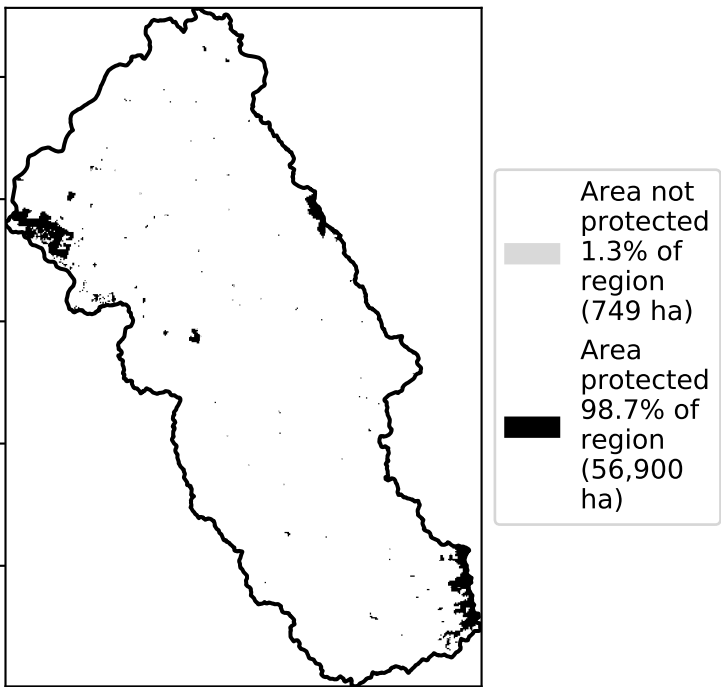 Area not
protected
1.3% of
region
(749 ha)
Area
protected
98.7% of
region
(56,900
ha)